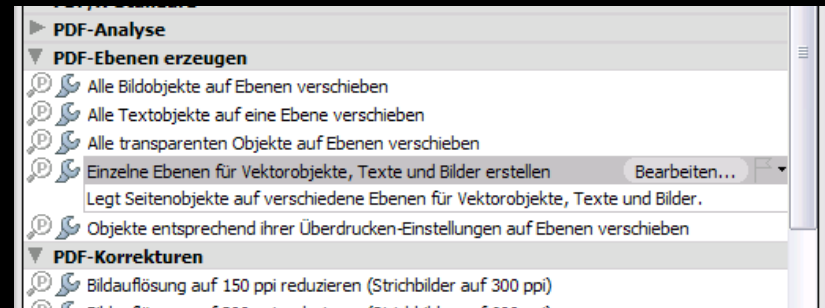 PDF/X-Standard
PDF-Analyse
PDF-Ebenen erzeugen
Alle Bildobjekte auf Ebenen verschieben
Alle Textobjekte auf eine Ebene verschieben
Alle transparenten Objekte auf Ebenen verschieben
Einzelne Ebenen für Vektorobjekte, Texte und Bilder erstellen Bearbeiten...
Legt Seitenobjekte auf verschiedene Ebenen für Vektorobjekte, Texte und Bilder.
Objekte entsprechend ihrer Überdrucken-Einstellungen auf Ebenen verschieben
PDF-Korrekturen
Bildauflösung auf 150 ppi reduzieren (Strichbilder auf 300 ppi)